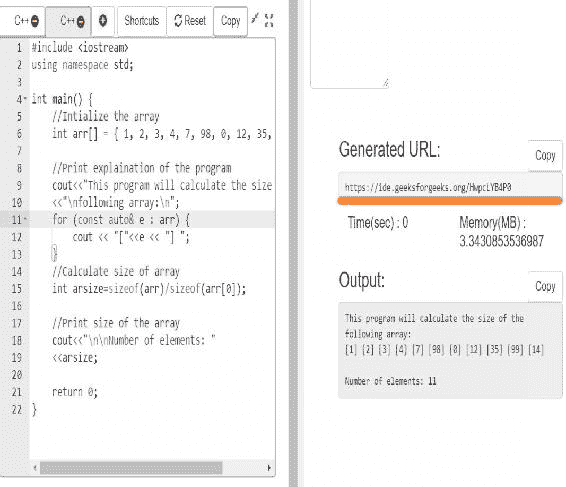 C++ C++ Shortcuts Reset Copy
1 #include <iostream>
2 using namespace std;
3
4 int main() {
5 //Intialize the array
6 int arr[] = { 1, 2, 3, 4, 7, 98, 0, 12, 35,
7
8 //Print explaination of the program
9 cout<<"This program will calculate the size
10 <<"\nfollowing array:\n";
11 for (const auto& e : arr) {
12 cout << "["<<e << "] ";
13 }
14 //Calculate size of array
15 int arsize=sizeof(arr)/sizeof(arr[0]);
16
17 //Print size of the array
18 cout<<"\n\nNumber of elements: "
19 <<arsize;
20
21 return 0;
22 }
Generated URL:
Copy
https://ide.geeksforgeeks.org/HwpcLYB4P0
Time(sec) : 0 Memory(MB) :
3.3430853536987
Output:
Copy
This program will calculate the size of the
following array:
[1] [2] [3] [4] [7] [98] [0] [12] [35] [99] [14]
Number of elements: 11